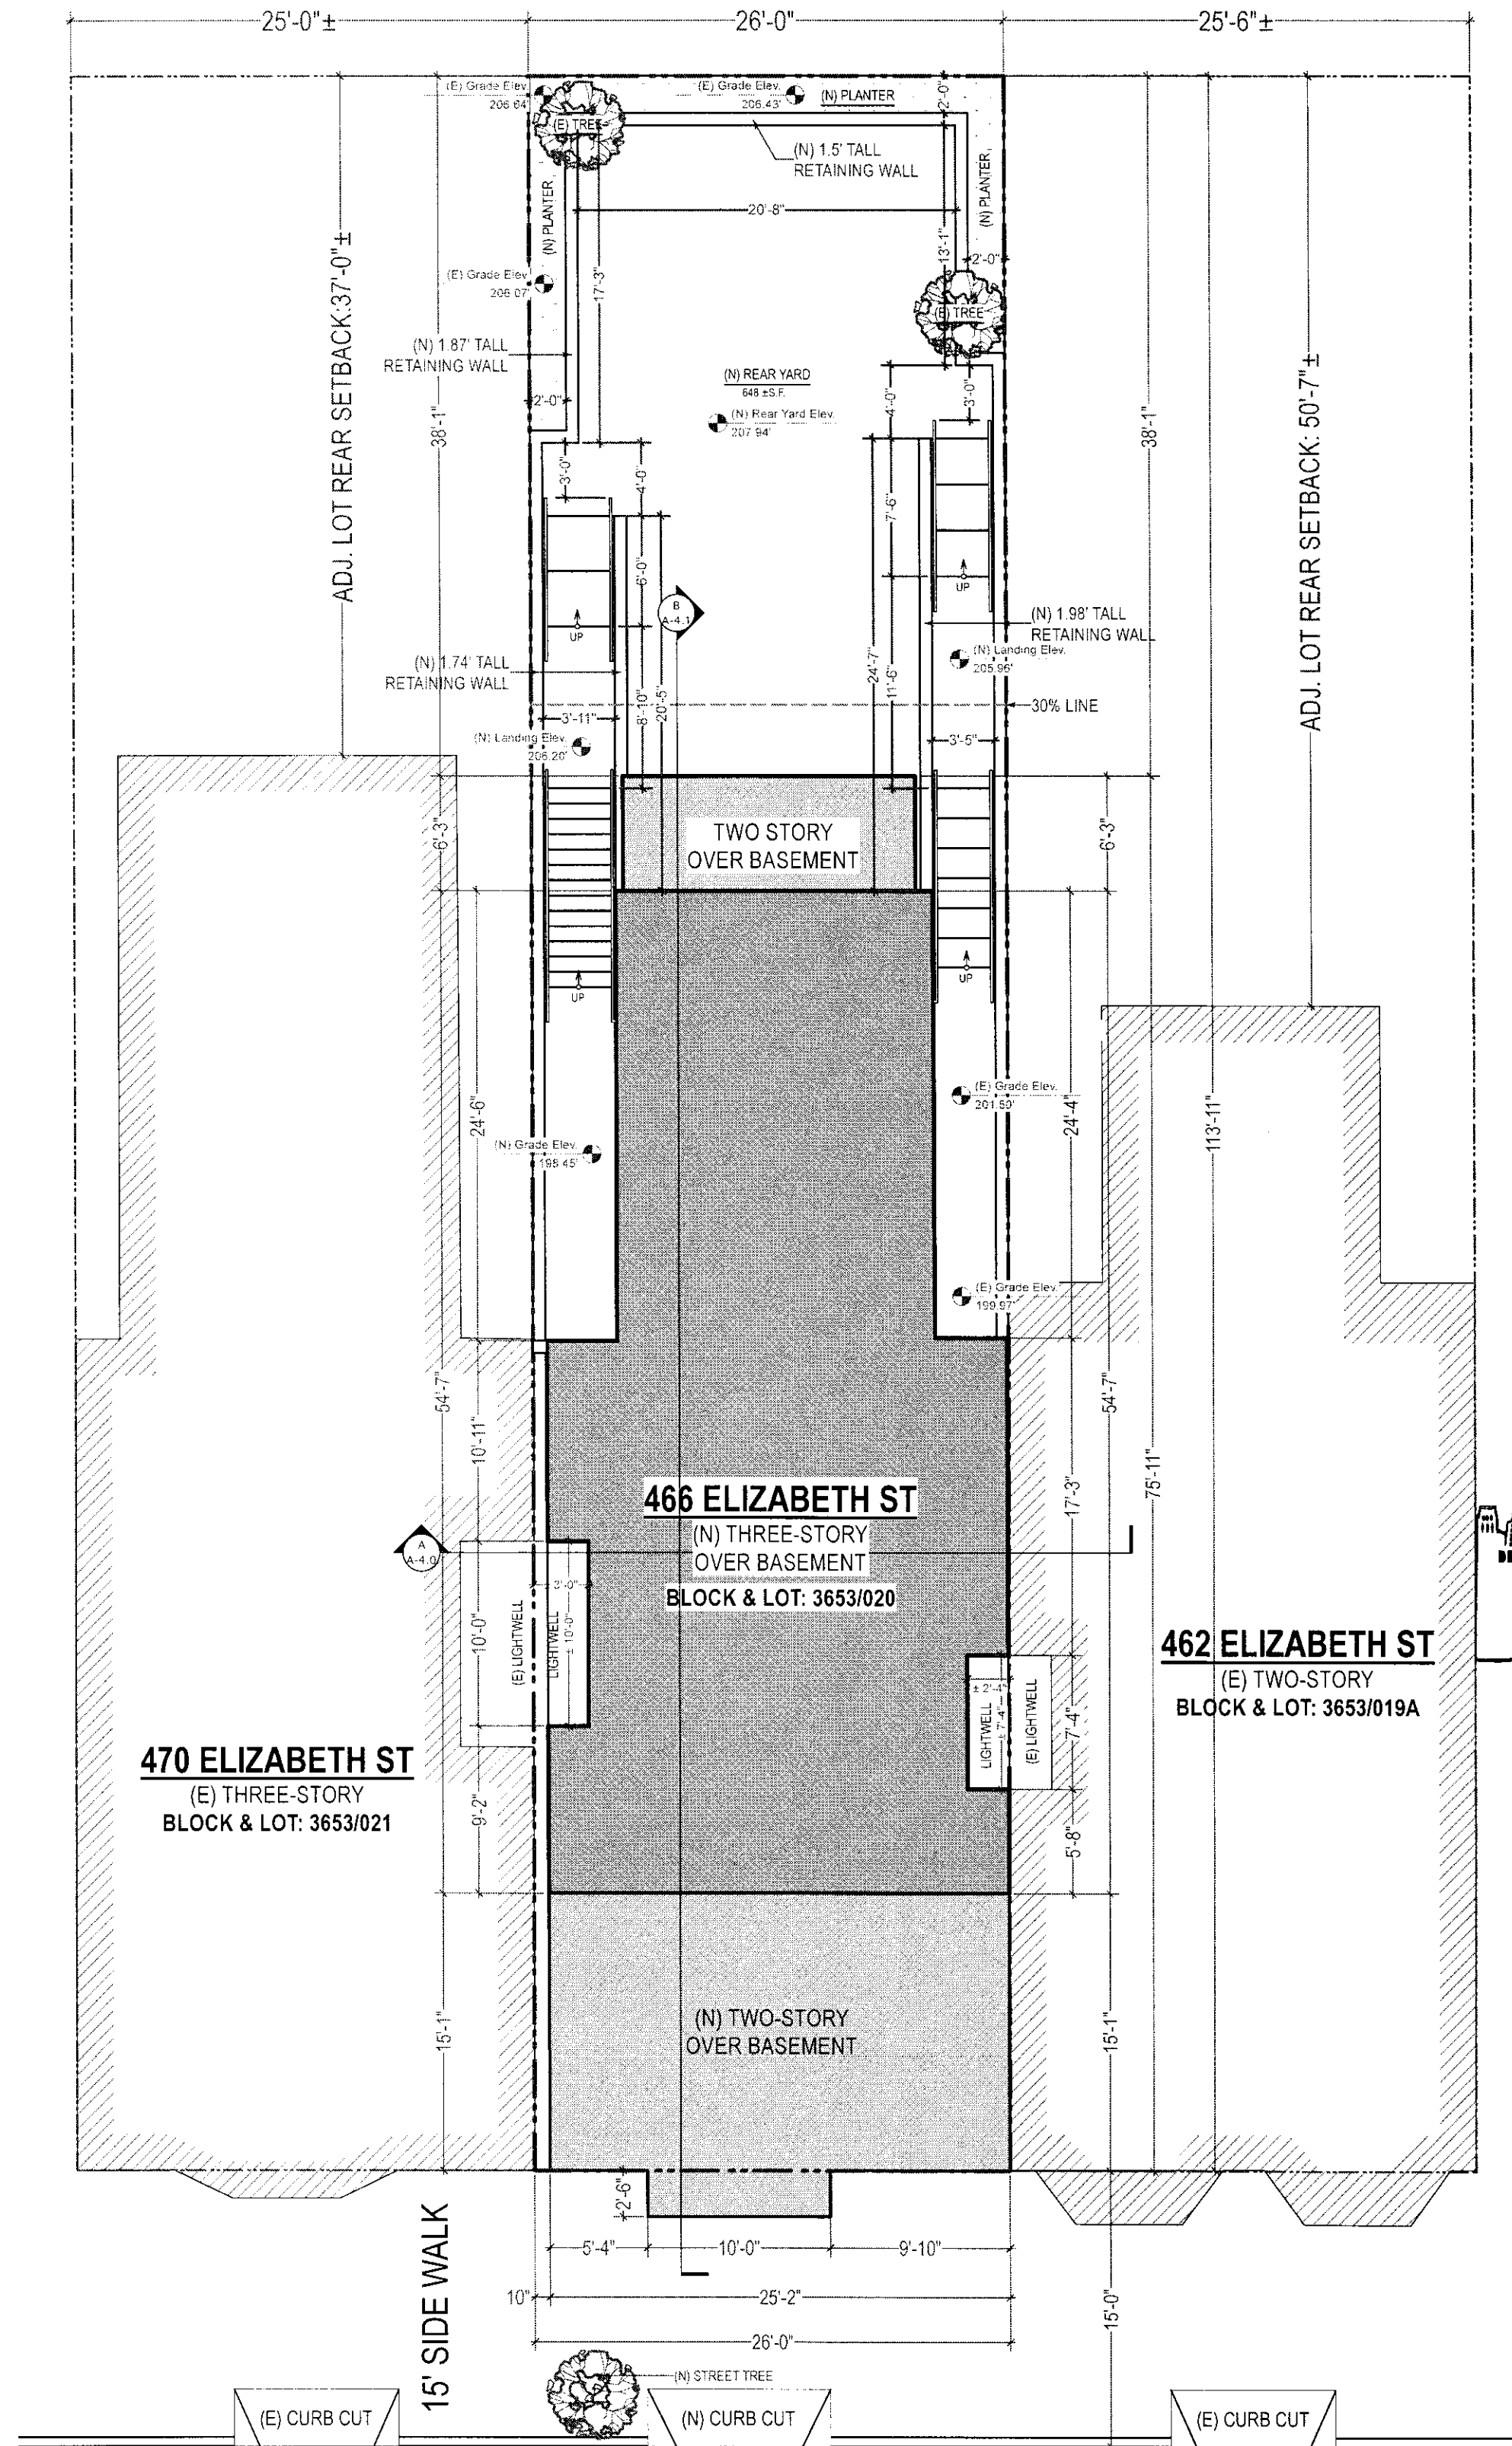 25'-0"±
26'-0"
25'-6"±
(E) Grade Elev.
206.64'
(E) Grade Elev.
206.43'
(N) PLANTER
2'-0"
(E) TREE
(N) 1.5' TALL
RETAINING WALL
(N) PLANTER
(N) PLANTER
20'-8"
17'-3"
13'-1"
2'-0"
(E) Grade Elev.
206.07'
(E) TREE
ADJ. LOT REAR SETBACK:37'-0"±
ADJ. LOT REAR SETBACK: 50'-7"±
(N) 1.87' TALL
RETAINING WALL
2'-0"
(N) REAR YARD
648 ±S.F.
(N) Rear Yard Elev.
207.94'
38'-1"
38'-1"
3'-0"
4'-0"
4'-0"
3'-0"
7'-6"
6'-0"
UP
UP
B
A-4.1
(N) 1.98' TALL
RETAINING WALL
(N) Landing Elev.
205.96'
(N) 1.74' TALL
RETAINING WALL
24'-7"
11'-6"
8'-10"
20'-5"
30% LINE
3'-11"
3'-5"
(N) Landing Elev.
206.20'
6'-3"
TWO STORY
OVER BASEMENT
6'-3"
UP
UP
24'-6"
(E) Grade Elev.
24'-4"
113'-11"
(N) Grade Elev.
(E) Grade Elev.
199.97'
54'-7"
54'-7"
10'-11"
75'-11"
17'-3"
466 ELIZABETH ST
(N) THREE-STORY
OVER BASEMENT
BLOCK & LOT: 3653/020
A
A-4.0
3'-0"
± 10'-0"
10'-0"
(E) LIGHTWELL
LIGHTWELL
462 ELIZABETH ST
(E) TWO-STORY
BLOCK & LOT: 3653/019A
± 2'-4"
± 7'-4"
LIGHTWELL
(E) LIGHTWELL
7'-4"
470 ELIZABETH ST
(E) THREE-STORY
BLOCK & LOT: 3653/021
9'-2"
5'-8"
(N) TWO-STORY
OVER BASEMENT
15'-1"
15'-1"
2'-6"
5'-4"
10'-0"
9'-10"
10"
25'-2"
15'-0"
26'-0"
15' SIDE WALK
(N) STREET TREE
(E) CURB CUT
(N) CURB CUT
(E) CURB CUT